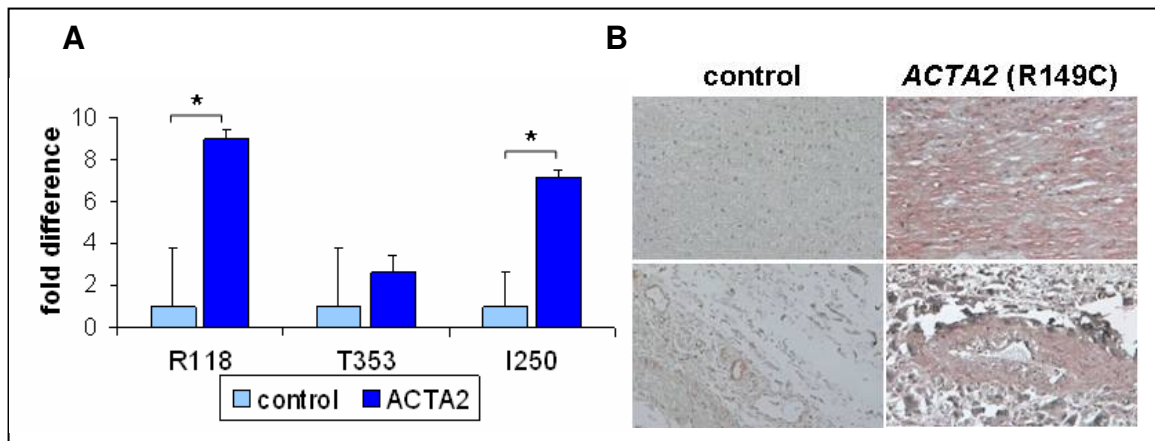 A
fold difference
10
8
6
4
2
0
*
*
R118 T353 I250
control ACTA2
B
control ACTA2 (R149C)